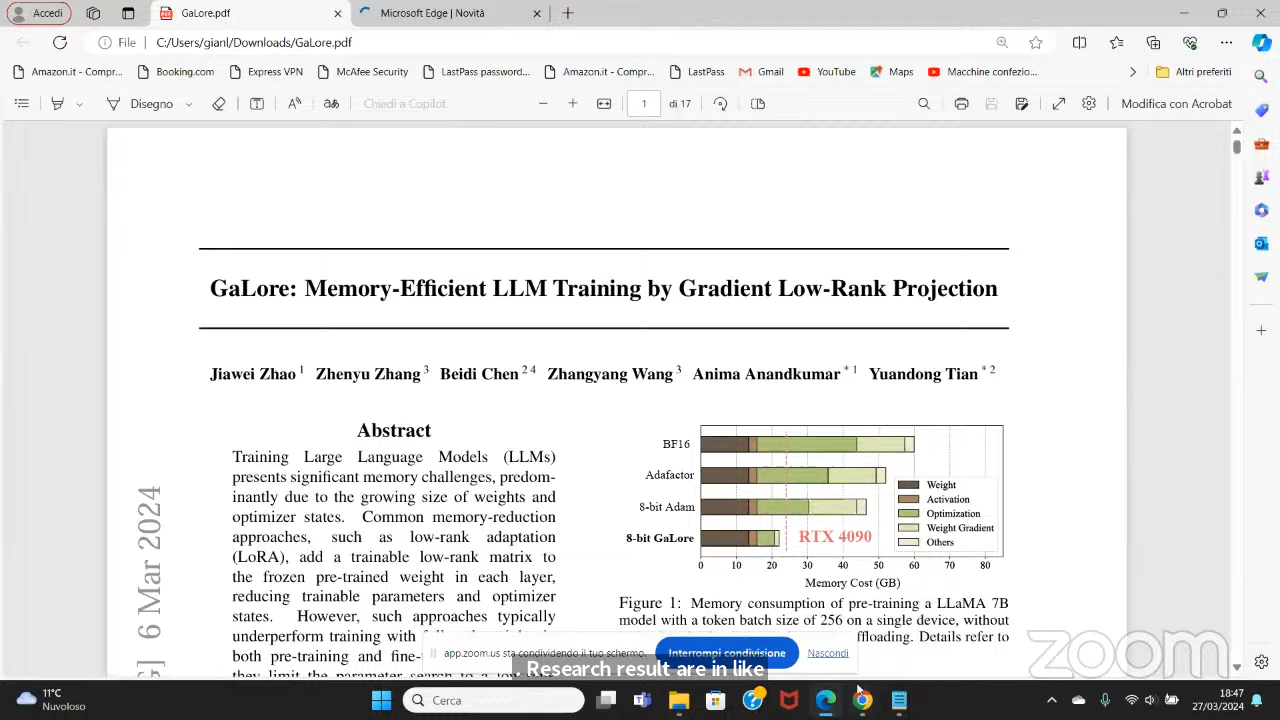 Accedi
GaLore.pdf
Microsoft Edge | Novità
File
C:/Users/gianl/Downloads/GaLore.pdf
Amazon.it - Compr...
Booking.com
Express VPN
McAfee Security
LastPass password...
Amazon.it - Compr...
LastPass
Gmail
YouTube
Maps
Macchine confezio...
Altri preferiti
Disegno
Chiedi a Copilot
1
di 17
Modifica con Acrobat
GaLore: Memory-Efficient LLM Training by Gradient Low-Rank Projection
Jiawei Zhao 1 Zhenyu Zhang 3 Beidi Chen 2 4 Zhangyang Wang 3 Anima Anandkumar * 1 Yuandong Tian * 2
6 Mar 2024
Abstract
Training Large Language Models (LLMs)
presents significant memory challenges, predom-
inantly due to the growing size of weights and
optimizer states. Common memory-reduction
approaches, such as low-rank adaptation
(LoRA), add a trainable low-rank matrix to
the frozen pre-trained weight in each layer,
reducing trainable parameters and optimizer
states. However, such approaches typically
underperform training with
both pre-training and fine-
they limit the parameter search to a
BF16
Adafactor
8-bit Adam
8-bit GaLore
RTX 4090
Weight
Activation
Optimization
Weight Gradient
Others
0 10 20 30 40 50 60 70 80
Memory Cost (GB)
Figure 1: Memory consumption of pre-training a LLaMA 7B
model with a token batch size of 256 on a single device, without
ffloading. Details refer to
app.zoom.us sta condividendo il tuo schermo.
Interrompi condivisione
Nascondi
Research result are in like
zoom
11°C
Nuvoloso
Cerca
18:47
27/03/2024